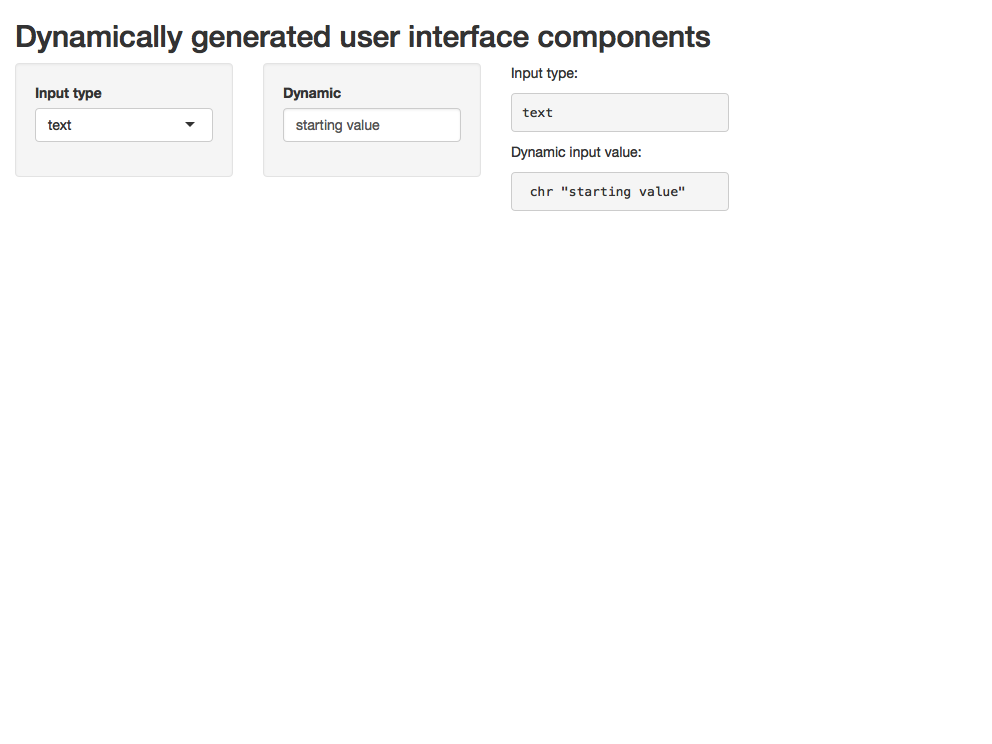 Dynamically generated user interface components
Input type
text
Dynamic
starting value
Input type:
text
Dynamic input value:
chr "starting value"